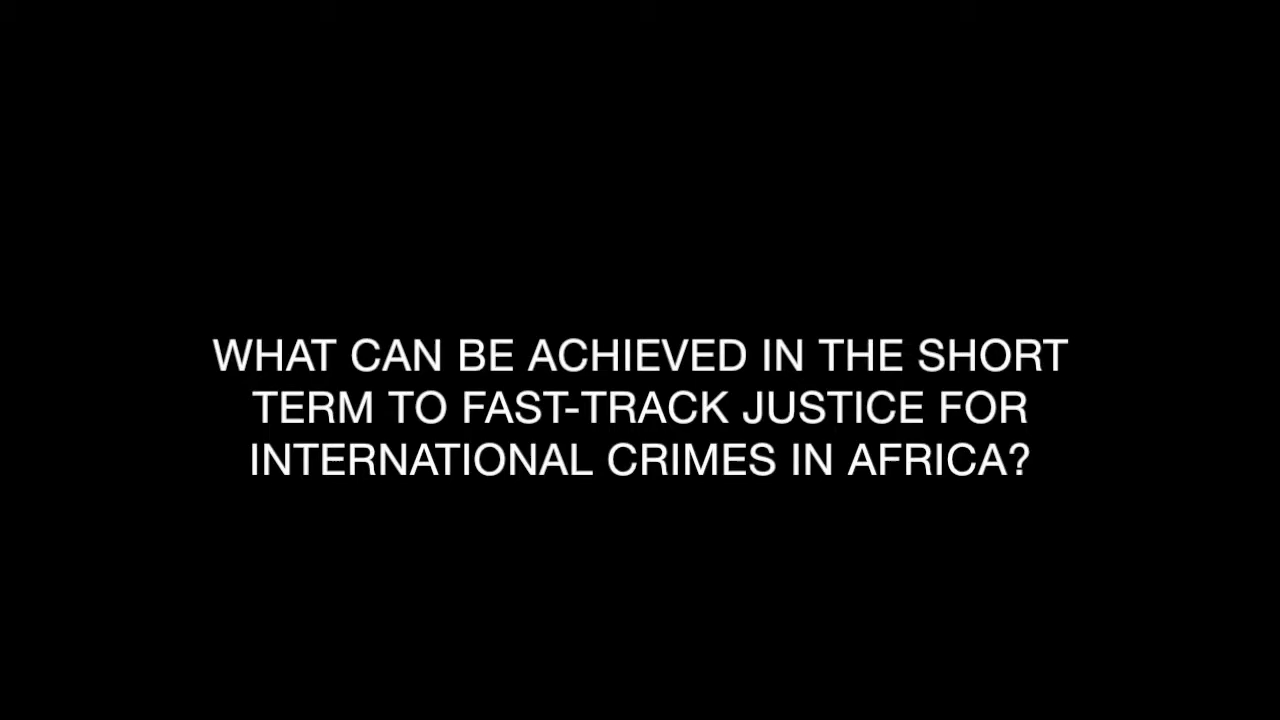 WHAT CAN BE ACHIEVED IN THE SHORT
TERM TO FAST-TRACK JUSTICE FOR
INTERNATIONAL CRIMES IN AFRICA?